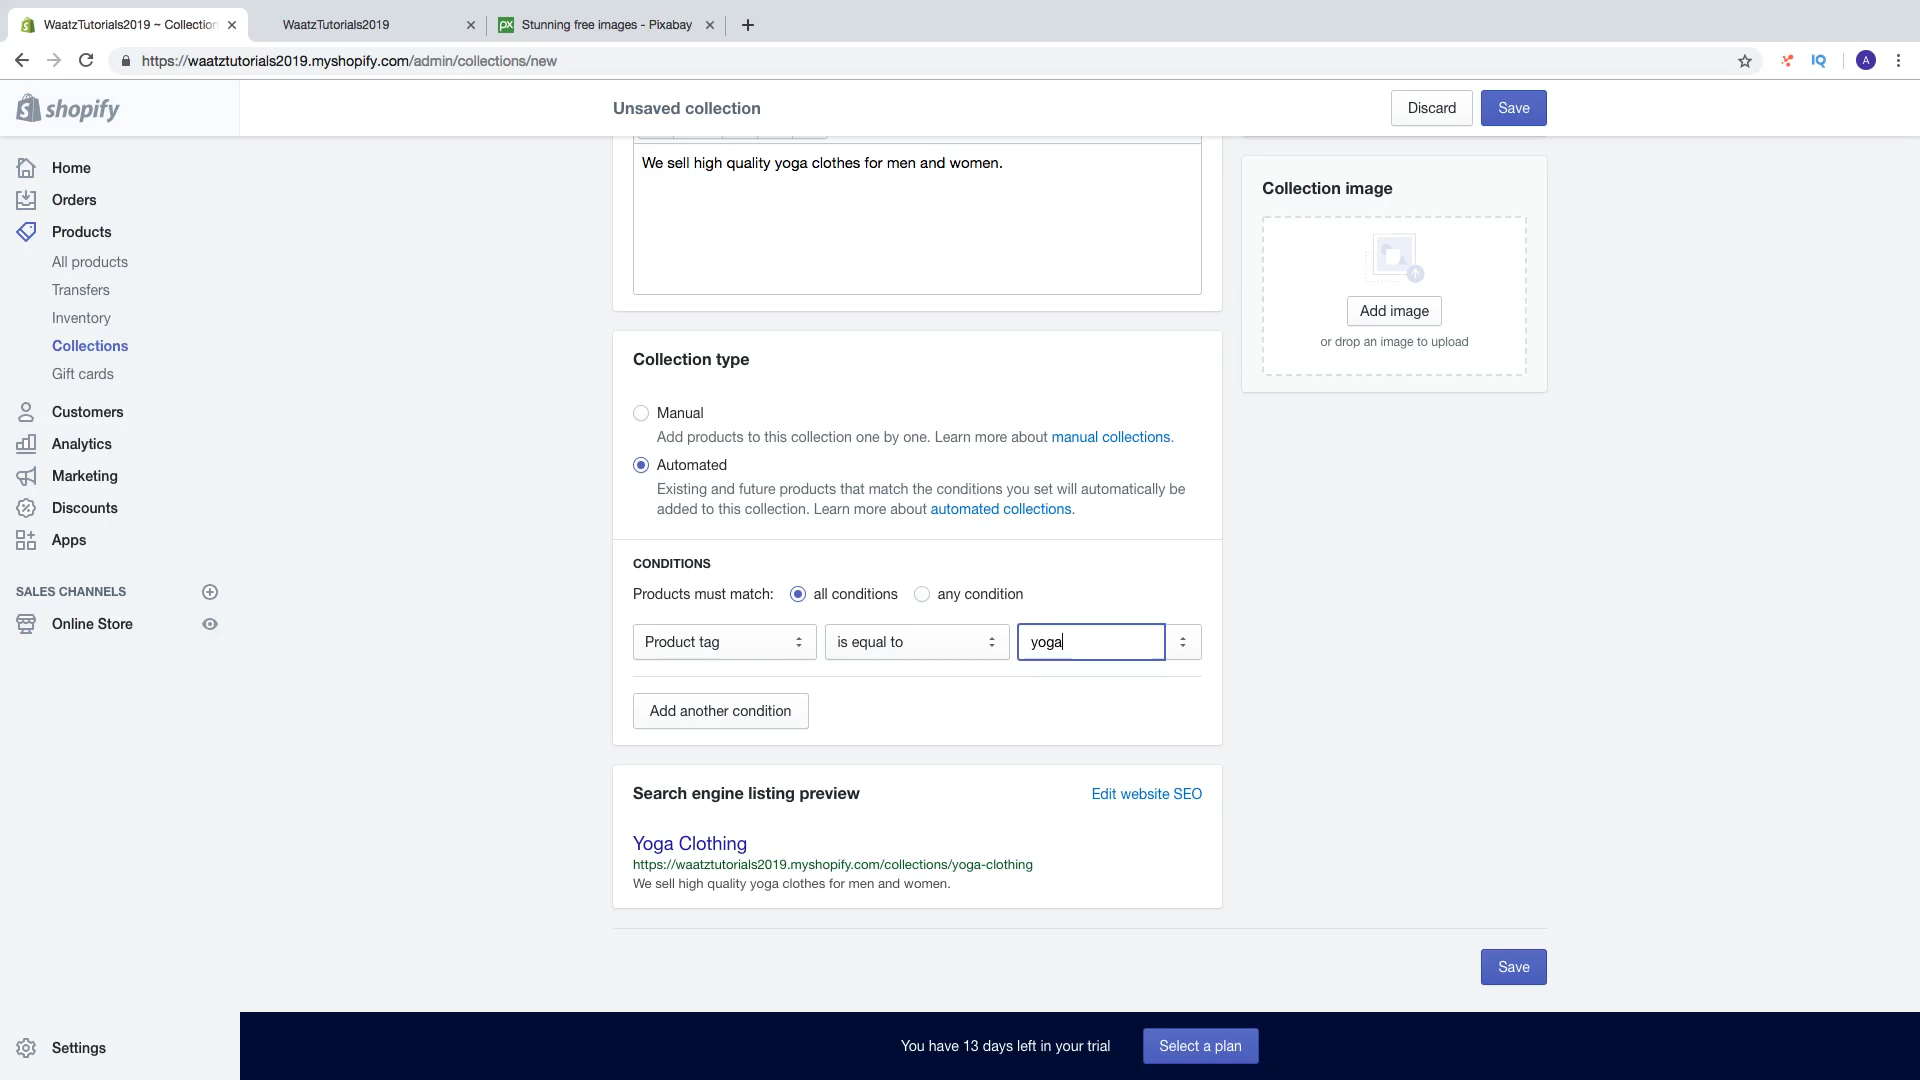 WaatzTutorials2019 ~ Collection
WaatzTutorials2019
Stunning free images - Pixabay
https://waatztutorials2019.myshopify.com/admin/collections/new
IQ
A
shopify
Unsaved collection
Discard
Save
Home
Orders
Products
All products
Transfers
Inventory
Collections
Gift cards
Customers
Analytics
Marketing
Discounts
Apps
SALES CHANNELS
Online Store
Settings
We sell high quality yoga clothes for men and women.
Collection type
Manual
Add products to this collection one by one. Learn more about manual collections.
Automated
Existing and future products that match the conditions you set will automatically be
added to this collection. Learn more about automated collections.
CONDITIONS
Products must match: all conditions any condition
Product tag is equal to yoga
Add another condition
Search engine listing preview
Edit website SEO
Yoga Clothing
https://waatztutorials2019.myshopify.com/collections/yoga-clothing
We sell high quality yoga clothes for men and women.
Collection image
Add image
or drop an image to upload
Save
You have 13 days left in your trial
Select a plan